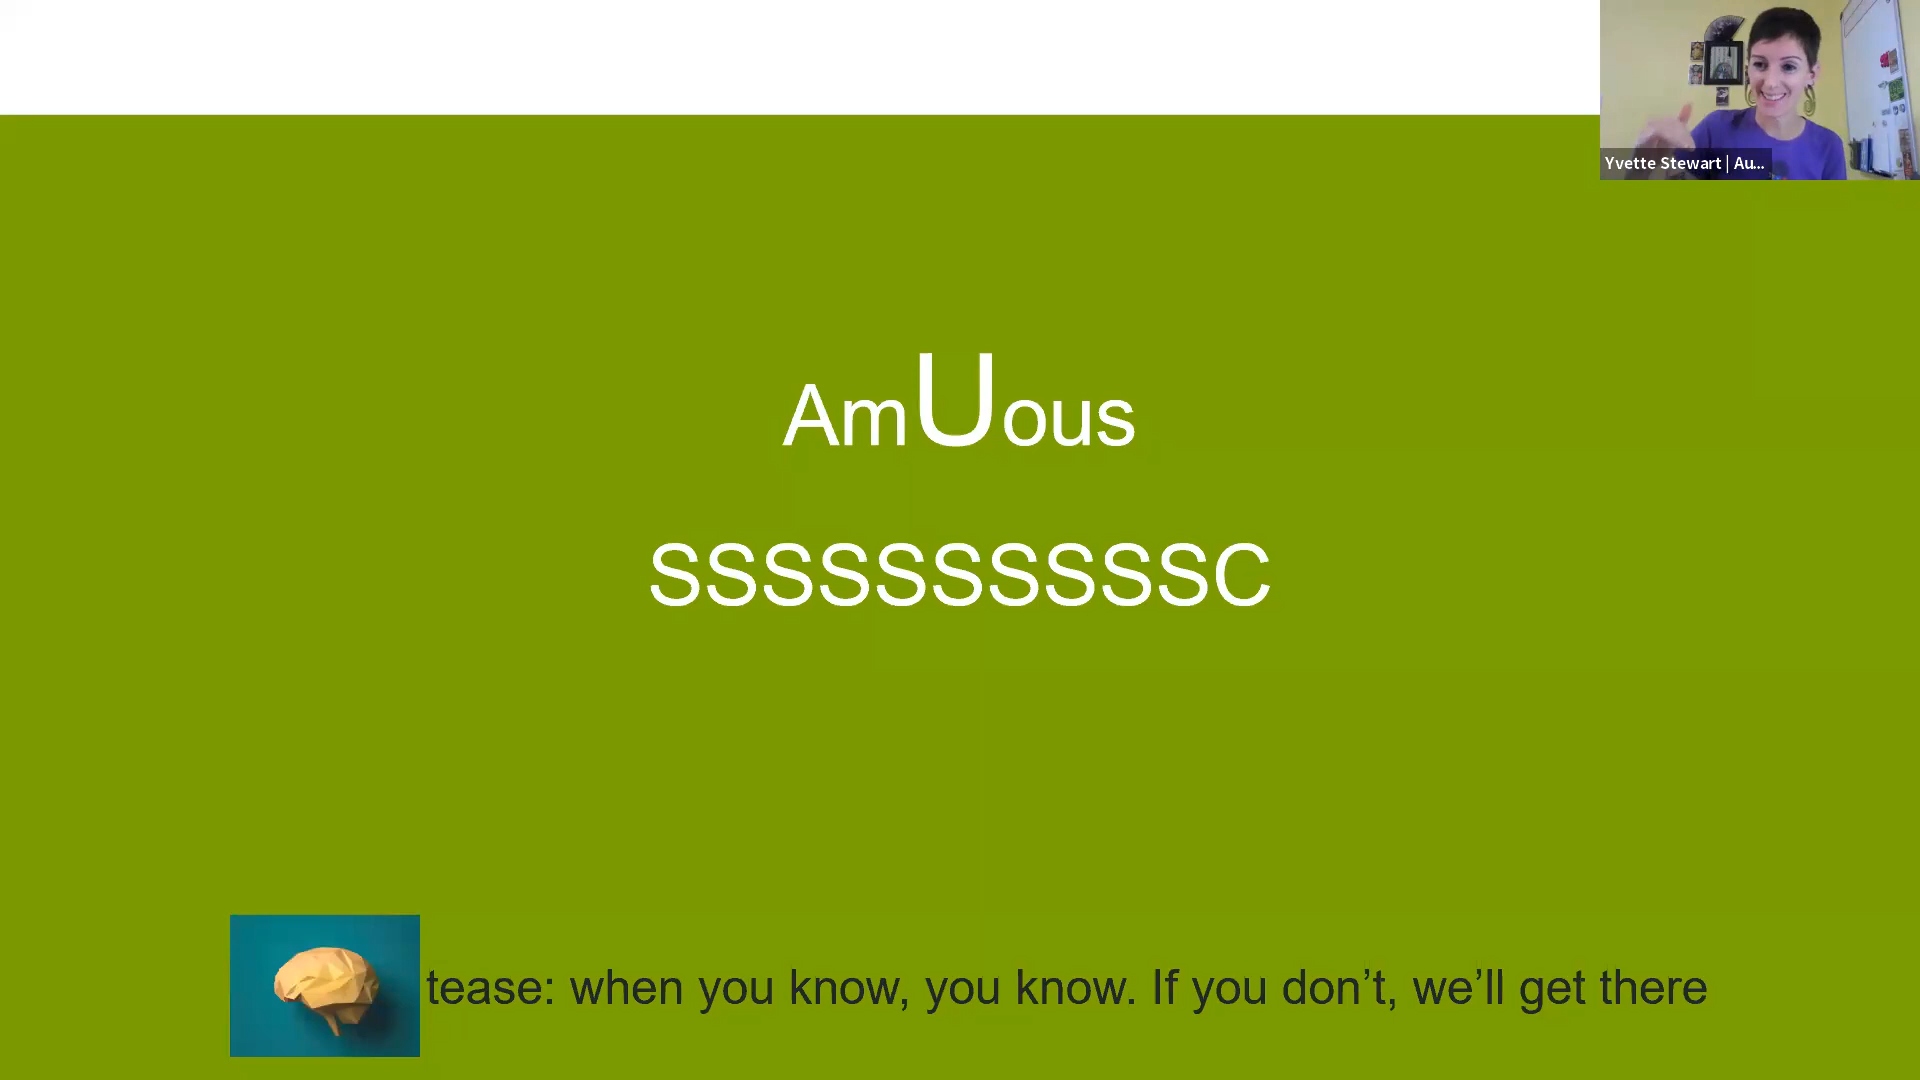 Yvette Stewart | Au...
AmUous
SSSSSSSSSSC
tease: when you know, you know. If you don’t, we’ll get there